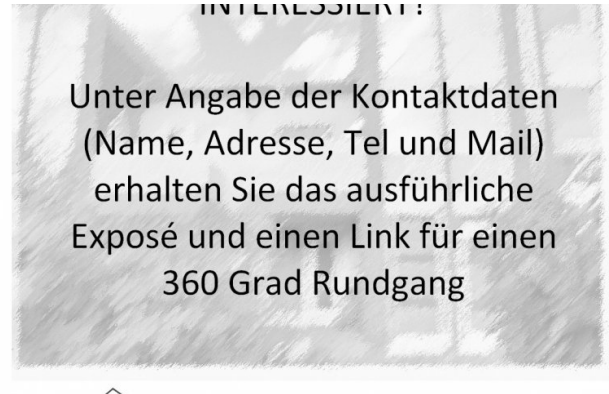 INTERESSIERT?
Unter Angabe der Kontaktdaten
(Name, Adresse, Tel und Mail)
erhalten Sie das ausführliche
Exposé und einen Link für einen
360 Grad Rundgang